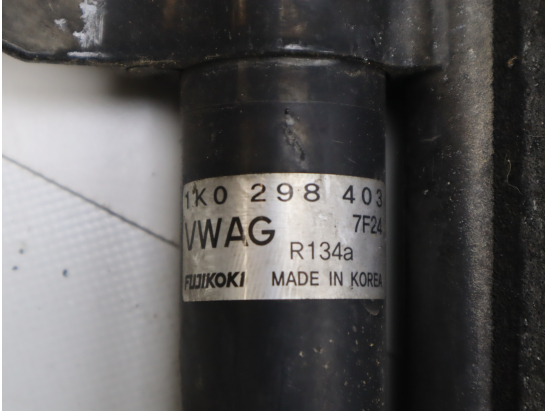 1K0 298 403
VWAG 7F24
R134a
FUJIKOKI MADE IN KOREA